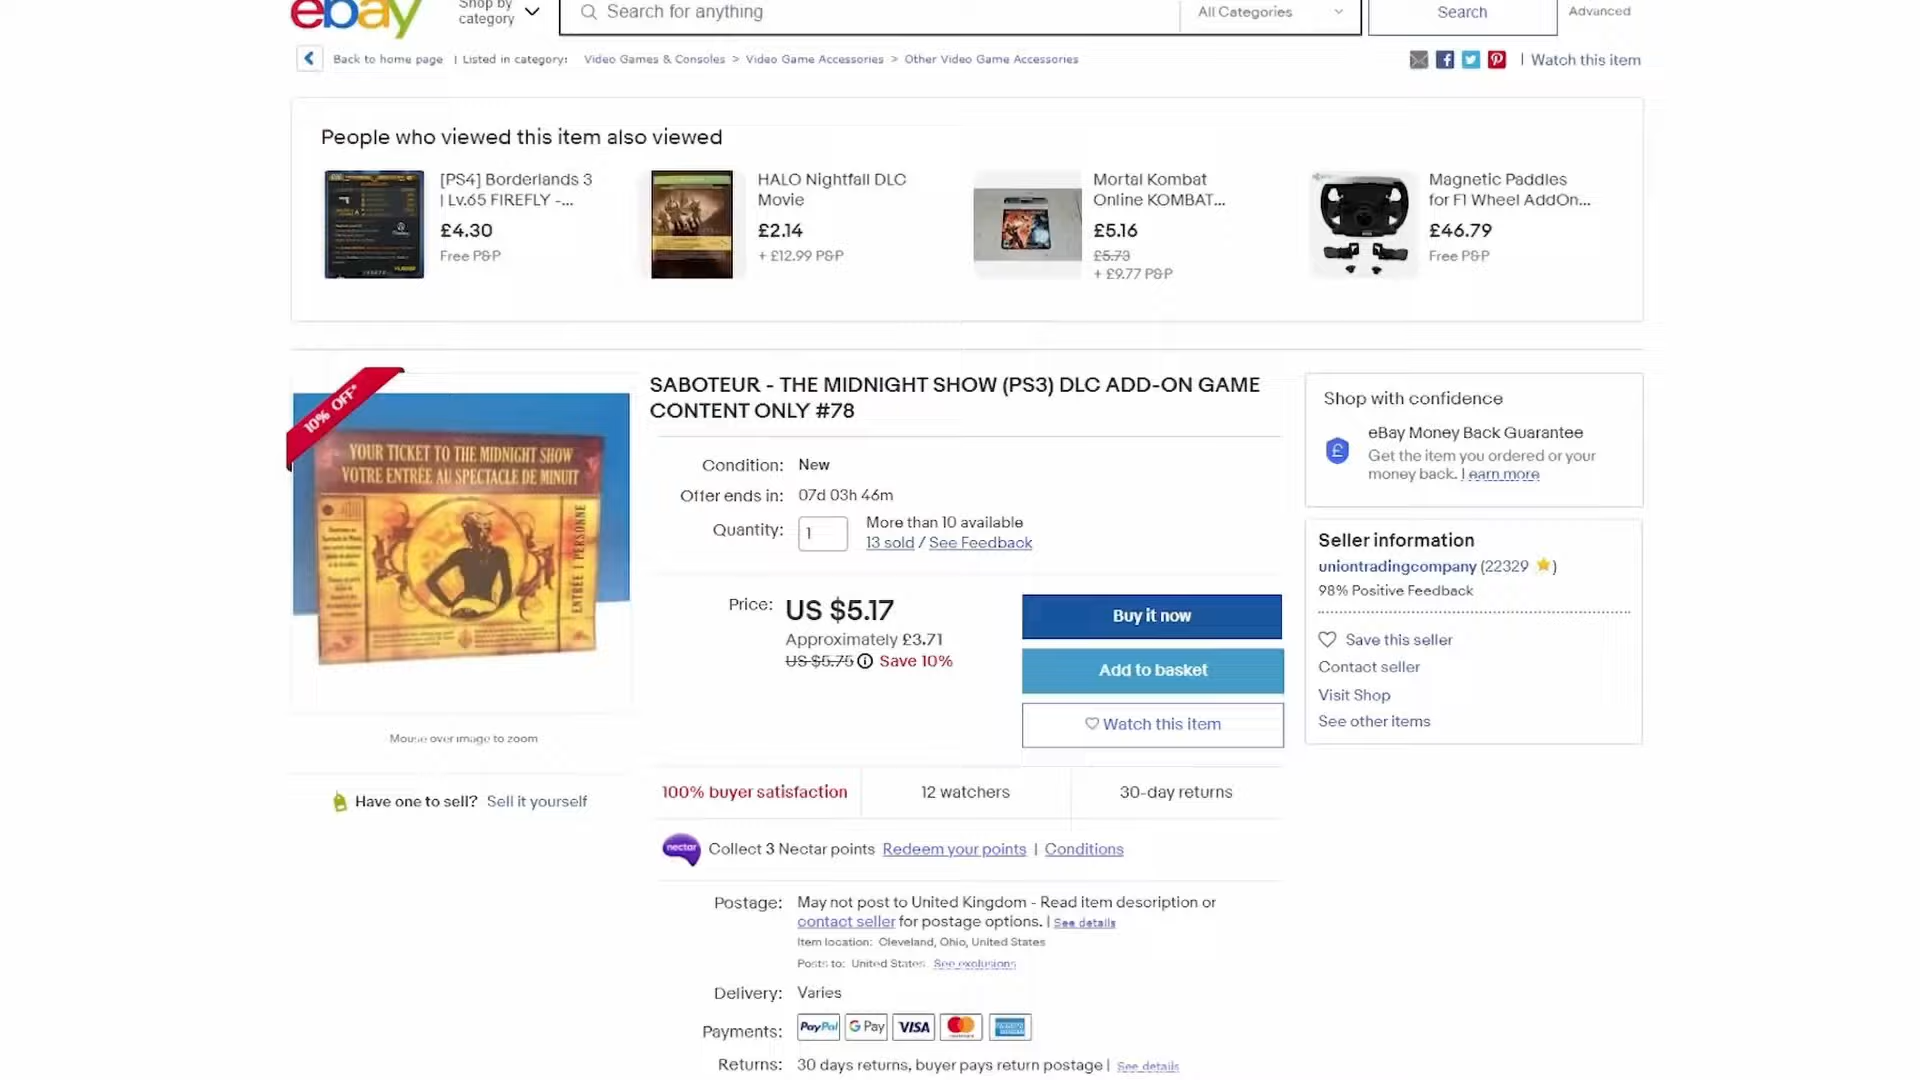 ebay
Shop by
category
Search for anything
All Categories
Search
Advanced
Back to home page | Listed in category: Video Games & Consoles > Video Game Accessories > Other Video Game Accessories
| Watch this item
People who viewed this item also viewed
[PS4] Borderlands 3
| Lv.65 FIREFLY -...
£4.30
Free P&P
HALO Nightfall DLC
Movie
£2.14
+ £12.99 P&P
Mortal Kombat
Online KOMBAT...
£5.16
£5.73
+ £9.77 P&P
Magnetic Paddles
for F1 Wheel AddOn...
£46.79
Free P&P
10% OFF*
YOUR TICKET TO THE MIDNIGHT SHOW
VOTRE ENTRÉE AU SPECTACLE DE MINUIT
ENTRÉE 1 PERSONNE
Mouse over image to zoom
Have one to sell? Sell it yourself
SABOTEUR - THE MIDNIGHT SHOW (PS3) DLC ADD-ON GAME
CONTENT ONLY #78
Condition: New
Offer ends in: 07d 03h 46m
Quantity: 1
More than 10 available
13 sold / See Feedback
Price: US $5.17
Approximately £3.71
US $5.75 Save 10%
Buy it now
Add to basket
Watch this item
100% buyer satisfaction
12 watchers
30-day returns
nectar Collect 3 Nectar points Redeem your points | Conditions
Postage: May not post to United Kingdom - Read item description or
contact seller for postage options. | See details
Item location: Cleveland, Ohio, United States
Posts to: United States See exclusions
Delivery: Varies
Payments: PayPal G Pay VISA
Returns: 30 days returns, buyer pays return postage | See details
Shop with confidence
eBay Money Back Guarantee
Get the item you ordered or your
money back. Learn more
Seller information
uniontradingcompany (22329)
98% Positive Feedback
Save this seller
Contact seller
Visit Shop
See other items